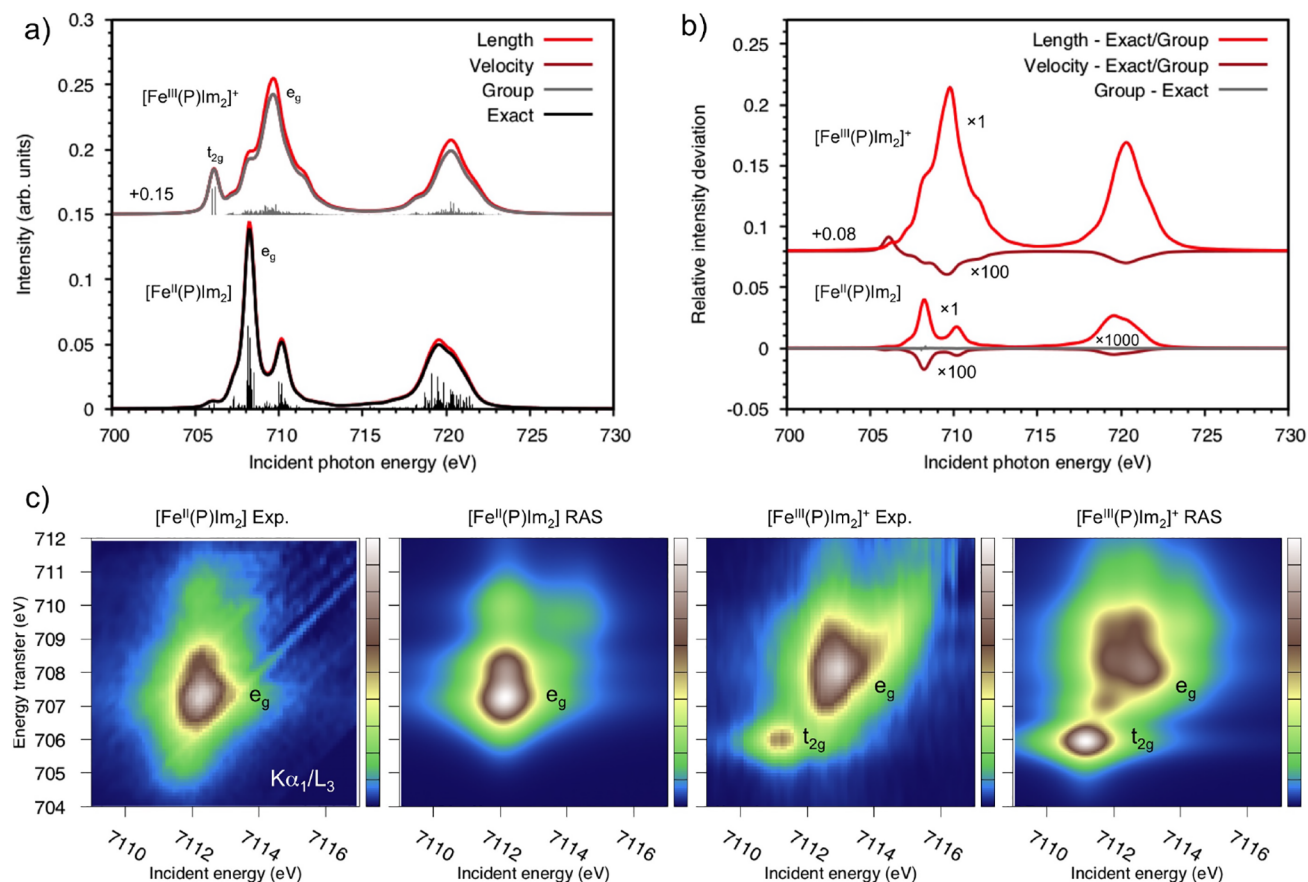 a)
0.3
0.25
0.2
0.15
0.1
0.05
0
Intensity (arb. units)
Length
Velocity
Group
Exact
[Fe^III(P)Im₂]⁺
e_g
t_2g
+0.15
e_g
[Fe^II(P)Im₂]
700 705 710 715 720 725 730
Incident photon energy (eV)
b)
0.25
0.2
0.15
0.1
0.05
0
-0.05
Relative intensity deviation
Length - Exact/Group
Velocity - Exact/Group
Group - Exact
[Fe^III(P)Im₂]⁺
×1
+0.08
×100
[Fe^II(P)Im₂]
×1
×1000
×100
700 705 710 715 720 725 730
Incident photon energy (eV)
c)
[Fe^II(P)Im₂] Exp.
[Fe^II(P)Im₂] RAS
[Fe^III(P)Im₂]⁺ Exp.
[Fe^III(P)Im₂]⁺ RAS
712
711
710
709
708
707
706
705
704
Energy transfer (eV)
e_g
Kα₁/L₃
e_g
e_g
t_2g
e_g
t_2g
7110 7112 7114 7116
7110 7112 7114 7116
7110 7112 7114 7116
7110 7112 7114 7116
Incident energy (eV)
Incident energy (eV)
Incident energy (eV)
Incident energy (eV)